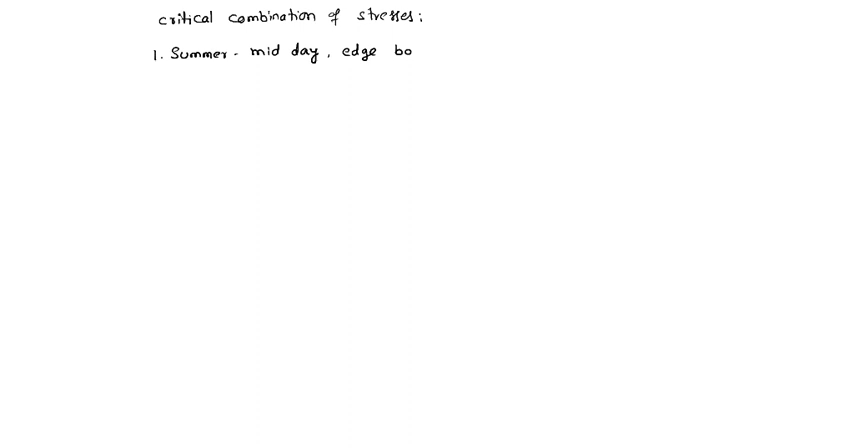 critical combination of stresses;
1. Summer - mid day, edge bo